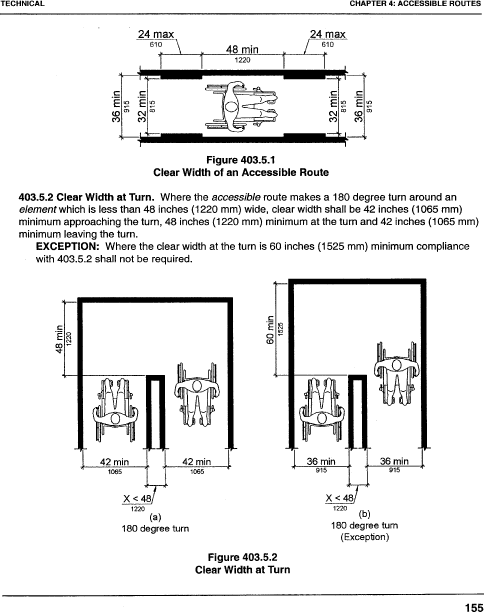 TECHNICAL CHAPTER 4: ACCESSIBLE ROUTES
24 max 24 max
610 48 min 610
1220
36 min 915 32 min 815 32 min 815 36 min 915
Figure 403.5.1
Clear Width of an Accessible Route
403.5.2 Clear Width at Turn. Where the accessible route makes a 180 degree turn around an
element which is less than 48 inches (1220 mm) wide, clear width shall be 42 inches (1065 mm)
minimum approaching the turn, 48 inches (1220 mm) minimum at the turn and 42 inches (1065 mm)
minimum leaving the turn.
EXCEPTION: Where the clear width at the turn is 60 inches (1525 mm) minimum compliance
with 403.5.2 shall not be required.
48 min 1220
60 min 1525
42 min 42 min 36 min 36 min
1065 1065 915 915
X < 48 X < 48
1220 1220
(a) (b)
180 degree turn 180 degree turn
(Exception)
Figure 403.5.2
Clear Width at Turn
155